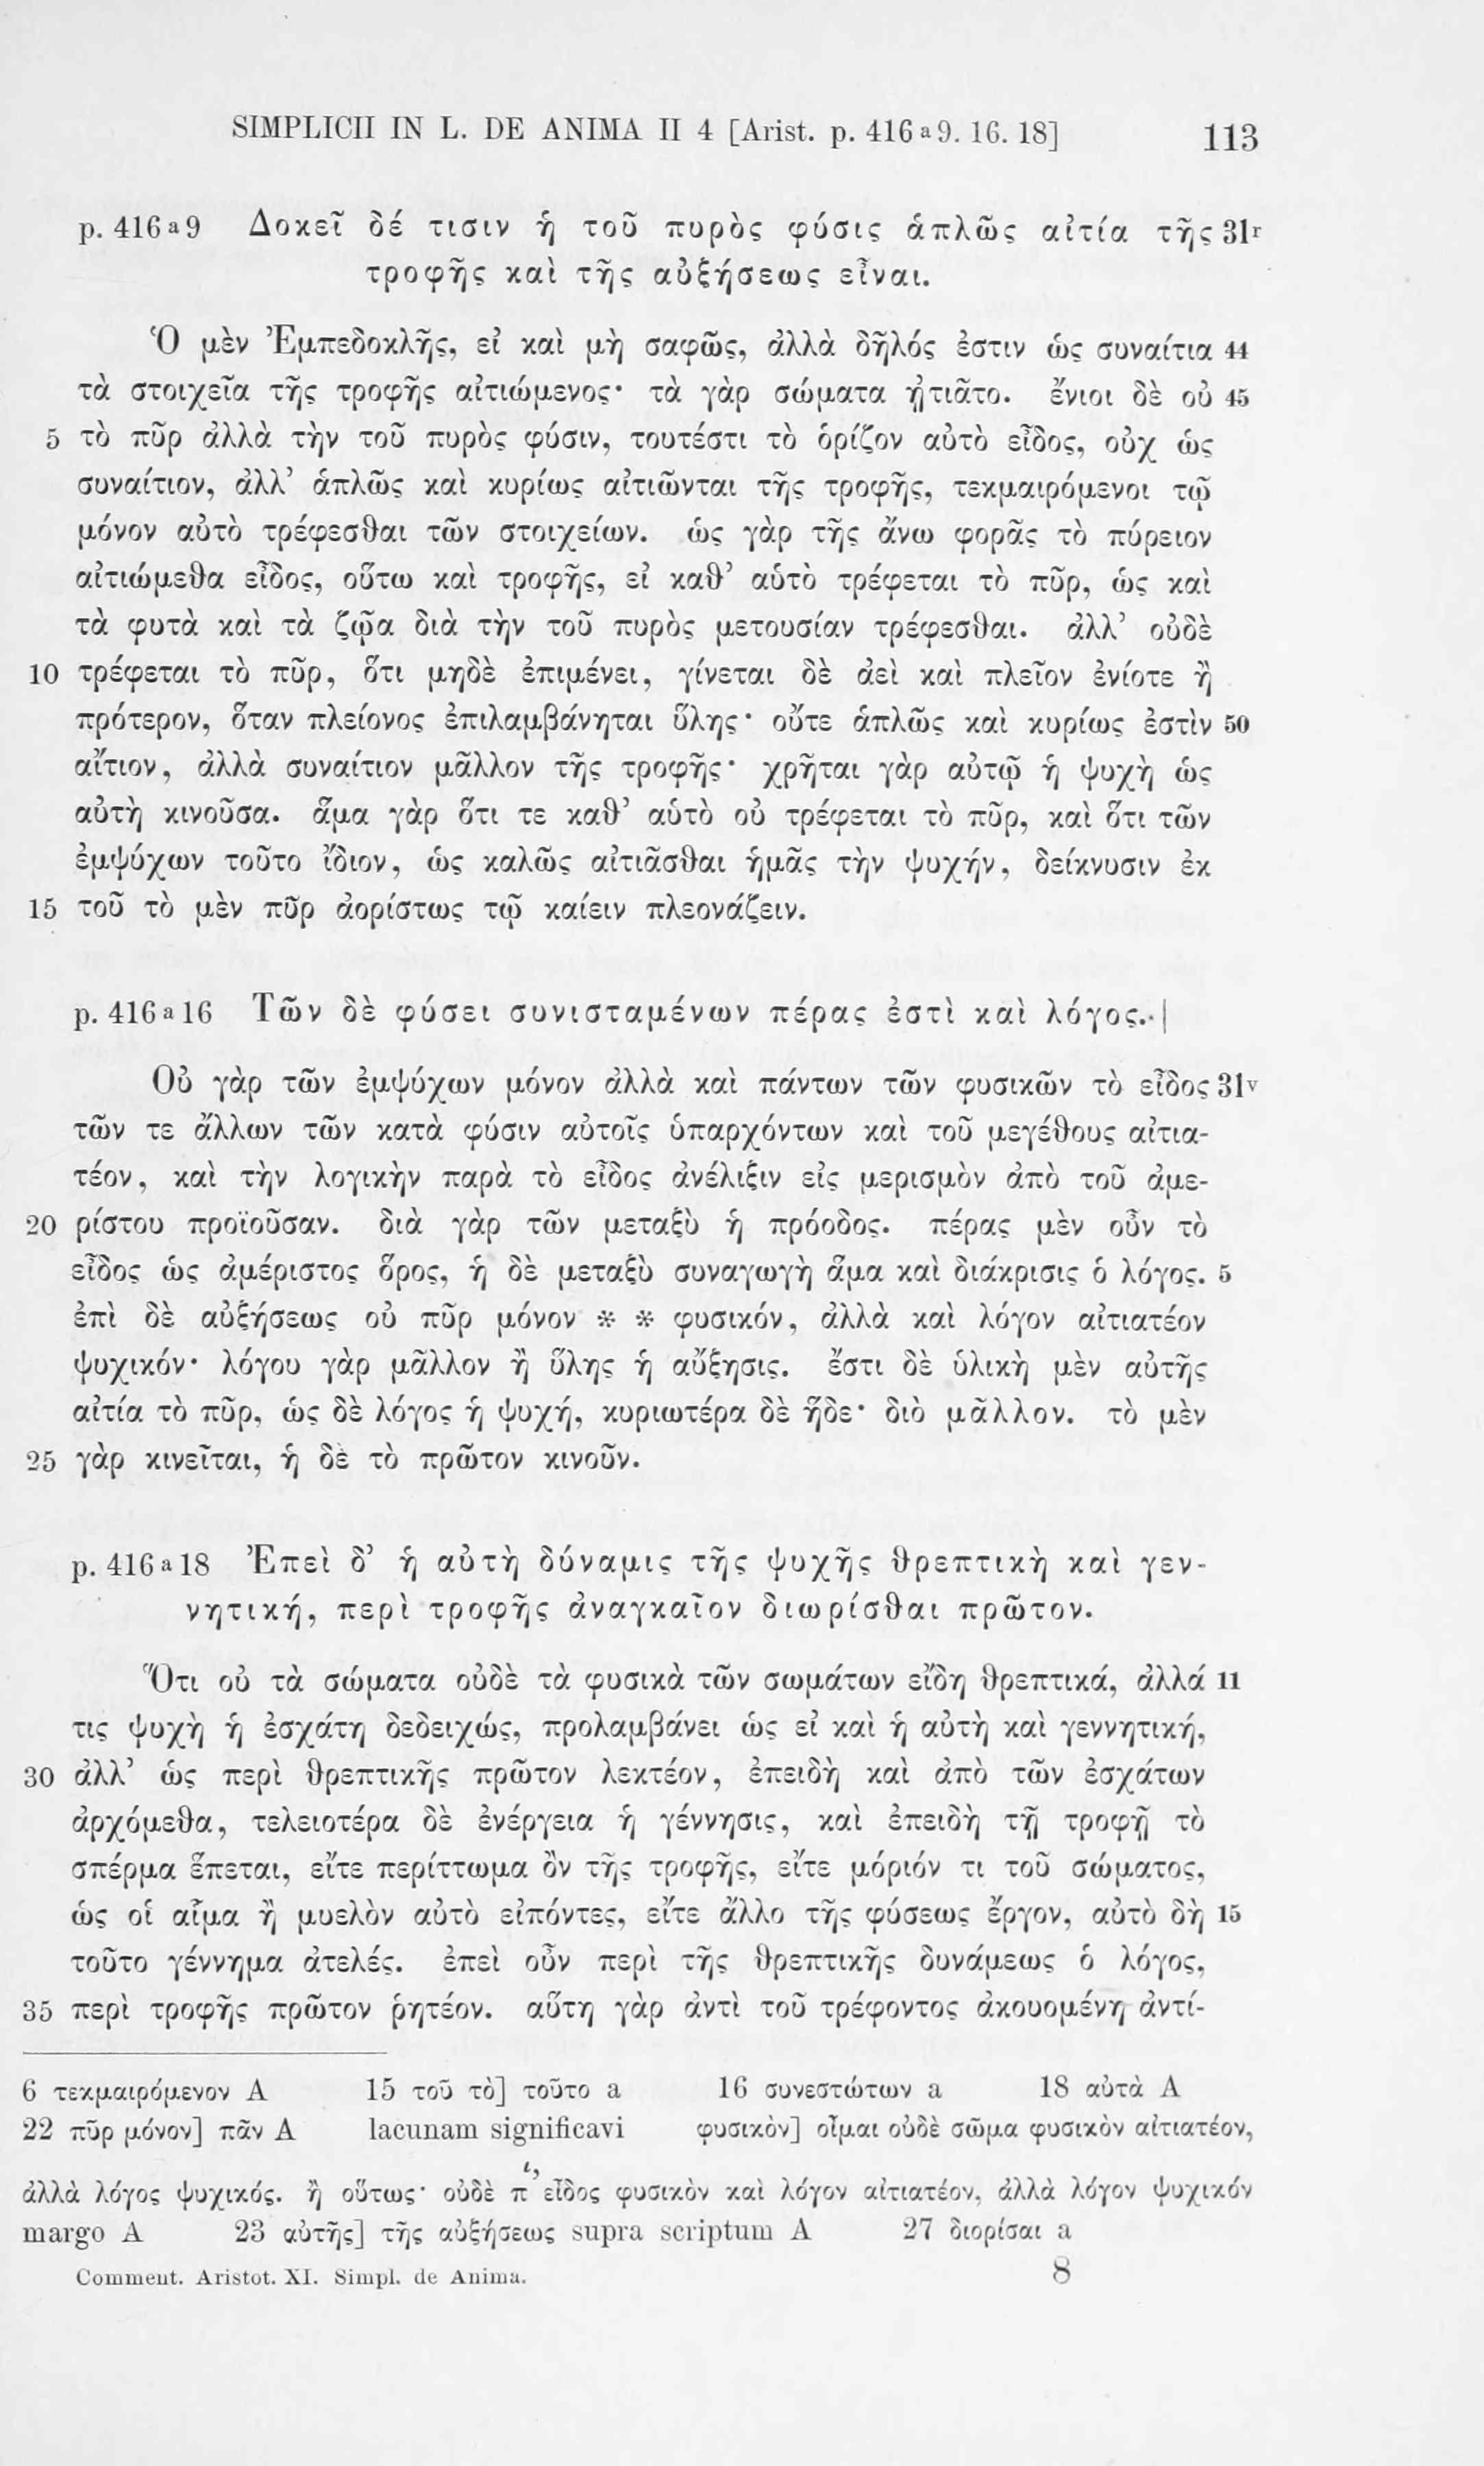 SIMPLICII IN L. DE ANIMA II 4 [Arist. p. 416 a 9. 16. 18] 113
p. 416 a 9 Δοκεῖ δέ τισιν ἡ τοῦ πυρὸς φύσις ἁπλῶς αἰτία τῆς 31r
τροφῆς καὶ τῆς αὐξήσεως εἶναι.
Ὁ μὲν Ἐμπεδοκλῆς, εἰ καὶ μὴ σαφῶς, ἀλλὰ δῆλός ἐστιν ὡς συναίτια 44
τὰ στοιχεῖα τῆς τροφῆς αἰτιώμενος· τὰ γὰρ σώματα ᾐτιᾶτο. ἔνιοι δὲ οὐ 45
5 τὸ πῦρ ἀλλὰ τὴν τοῦ πυρὸς φύσιν, τουτέστι τὸ ὁρίζον αὐτὸ εἶδος, οὐχ ὡς
συναίτιον, ἀλλ’ ἁπλῶς καὶ κυρίως αἰτιῶνται τῆς τροφῆς, τεκμαιρόμενοι τῷ
μόνον αὐτὸ τρέφεσθαι τῶν στοιχείων. ὡς γὰρ τῆς ἄνω φορᾶς τὸ πύρειον
αἰτιώμεθα εἶδος, οὕτω καὶ τροφῆς, εἰ καθ’ αὑτὸ τρέφεται τὸ πῦρ, ὡς καὶ
τὰ φυτὰ καὶ τὰ ζῷα διὰ τὴν τοῦ πυρὸς μετουσίαν τρέφεσθαι. ἀλλ’ οὐδὲ
10 τρέφεται τὸ πῦρ, ὅτι μηδὲ ἐπιμένει, γίνεται δὲ ἀεὶ καὶ πλεῖον ἐνίοτε ἢ
πρότερον, ὅταν πλείονος ἐπιλαμβάνηται ὕλης· οὔτε ἁπλῶς καὶ κυρίως ἐστὶν 50
αἴτιον, ἀλλὰ συναίτιον μᾶλλον τῆς τροφῆς· χρῆται γὰρ αὐτῷ ἡ ψυχὴ ὡς
αὐτὴ κινοῦσα. ἅμα γὰρ ὅτι τε καθ’ αὑτὸ οὐ τρέφεται τὸ πῦρ, καὶ ὅτι τῶν
ἐμψύχων τοῦτο ἴδιον, ὡς καλῶς αἰτιᾶσθαι ἡμᾶς τὴν ψυχήν, δείκνυσιν ἐκ
15 τοῦ τὸ μὲν πῦρ ἀορίστως τῷ καίειν πλεονάζειν.
p. 416 a 16 Τῶν δὲ φύσει συνισταμένων πέρας ἐστὶ καὶ λόγος.·|
Οὐ γὰρ τῶν ἐμψύχων μόνον ἀλλὰ καὶ πάντων τῶν φυσικῶν τὸ εἶδος 31v
τῶν τε ἄλλων τῶν κατὰ φύσιν αὐτοῖς ὑπαρχόντων καὶ τοῦ μεγέθους αἰτια-
τέον, καὶ τὴν λογικὴν παρὰ τὸ εἶδος ἀνέλιξιν εἰς μερισμὸν ἀπὸ τοῦ ἀμε-
20 ρίστου προϊοῦσαν. διὰ γὰρ τῶν μεταξὺ ἡ πρόοδος. πέρας μὲν οὖν τὸ
εἶδος ὡς ἀμέριστος ὅρος, ἡ δὲ μεταξὺ συναγωγὴ ἅμα καὶ διάκρισις ὁ λόγος. 5
ἐπὶ δὲ αὐξήσεως οὐ πῦρ μόνον * * φυσικόν, ἀλλὰ καὶ λόγον αἰτιατέον
ψυχικόν· λόγου γὰρ μᾶλλον ἢ ὕλης ἡ αὔξησις. ἔστι δὲ ὑλικὴ μὲν αὐτῆς
αἰτία τὸ πῦρ, ὡς δὲ λόγος ἡ ψυχή, κυριωτέρα δὲ ἥδε· διὸ μᾶλλον. τὸ μὲν
25 γὰρ κινεῖται, ἡ δὲ τὸ πρῶτον κινοῦν.
p. 416 a 18 Ἐπεὶ δ’ ἡ αὐτὴ δύναμις τῆς ψυχῆς θρεπτικὴ καὶ γεν-
νητική, περὶ τροφῆς ἀναγκαῖον διωρίσθαι πρῶτον.
Ὅτι οὐ τὰ σώματα οὐδὲ τὰ φυσικὰ τῶν σωμάτων εἴδη θρεπτικά, ἀλλά 11
τις ψυχὴ ἡ ἐσχάτη δεδειχώς, προλαμβάνει ὡς εἰ καὶ ἡ αὐτὴ καὶ γεννητική,
30 ἀλλ’ ὡς περὶ θρεπτικῆς πρῶτον λεκτέον, ἐπειδὴ καὶ ἀπὸ τῶν ἐσχάτων
ἀρχόμεθα, τελειοτέρα δὲ ἐνέργεια ἡ γέννησις, καὶ ἐπειδὴ τῇ τροφῇ τὸ
σπέρμα ἕπεται, εἴτε περίττωμα ὂν τῆς τροφῆς, εἴτε μόριόν τι τοῦ σώματος,
ὡς οἱ αἷμα ἢ μυελὸν αὐτὸ εἰπόντες, εἴτε ἄλλο τῆς φύσεως ἔργον, αὐτὸ δὴ 15
τοῦτο γέννημα ἀτελές. ἐπεὶ οὖν περὶ τῆς θρεπτικῆς δυνάμεως ὁ λόγος,
35 περὶ τροφῆς πρῶτον ῥητέον. αὕτη γὰρ ἀντὶ τοῦ τρέφοντος ἀκουομένη ἀντί-
6 τεκμαιρόμενον A 15 τοῦ τὸ] τοῦτο a 16 συνεστώτων a 18 αὐτὰ A
22 πῦρ μόνον] πᾶν A lacunam significavi φυσικὸν] οἶμαι οὐδὲ σῶμα φυσικὸν αἰτιατέον,
ἀλλὰ λόγος ψυχικός. ἢ οὕτως· οὐδὲ π εἶδος φυσικὸν καὶ λόγον αἰτιατέον, ἀλλὰ λόγον ψυχικόν
margo A 23 αὐτῆς] τῆς αὐξήσεως supra scriptum A 27 διορίσαι a
Comment. Aristot. XI. Simpl. de Anima. 8